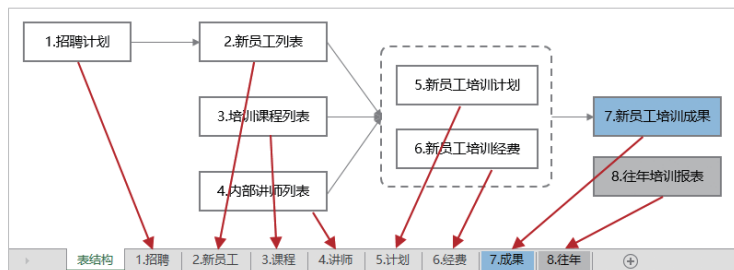 1.招聘计划
2.新员工列表
3.培训课程列表
4.内部讲师列表
5.新员工培训计划
6.新员工培训经费
7.新员工培训成果
8.往年培训报表
表结构 1.招聘 2.新员工 3.课程 4.讲师 5.计划 6.经费 7.成果 8.往年